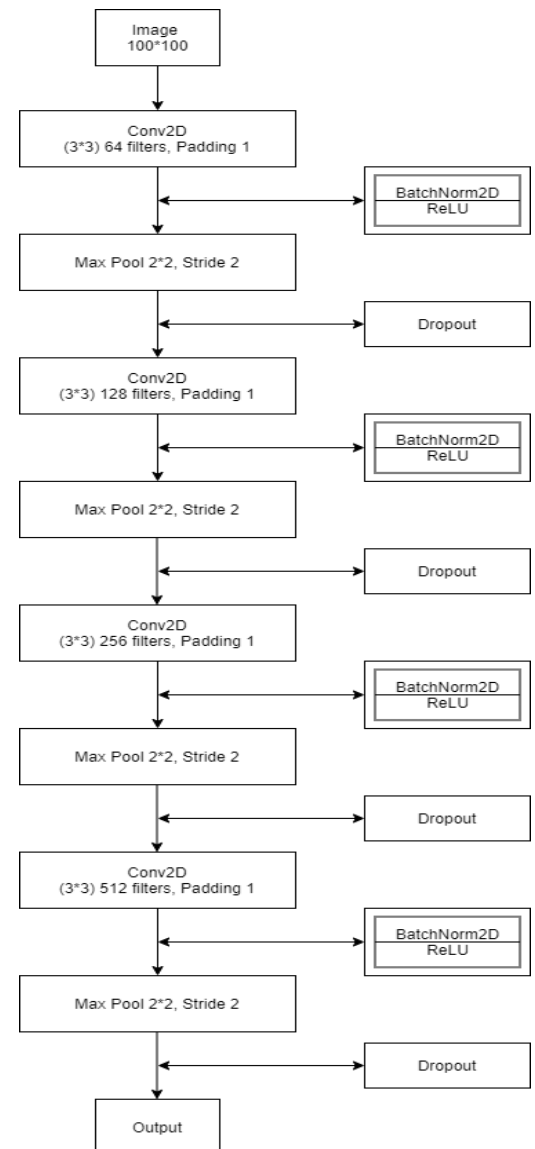 Image
100*100
Conv2D
(3*3) 64 filters, Padding 1
BatchNorm2D
ReLU
Max Pool 2*2, Stride 2
Dropout
Conv2D
(3*3) 128 filters, Padding 1
BatchNorm2D
ReLU
Max Pool 2*2, Stride 2
Dropout
Conv2D
(3*3) 256 filters, Padding 1
BatchNorm2D
ReLU
Max Pool 2*2, Stride 2
Dropout
Conv2D
(3*3) 512 filters, Padding 1
BatchNorm2D
ReLU
Max Pool 2*2, Stride 2
Dropout
Output